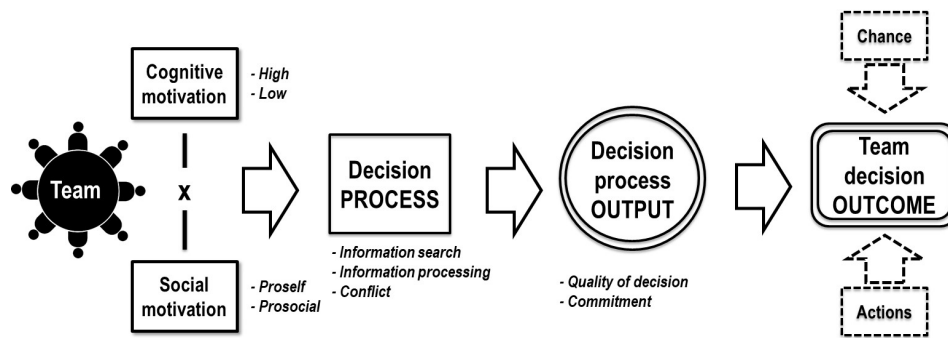 Team
Cognitive
motivation
- High
- Low
x
Social
motivation
- Proself
- Prosocial
Decision
PROCESS
- Information search
- Information processing
- Conflict
Decision
process
OUTPUT
- Quality of decision
- Commitment
Chance
Team
decision
OUTCOME
Actions